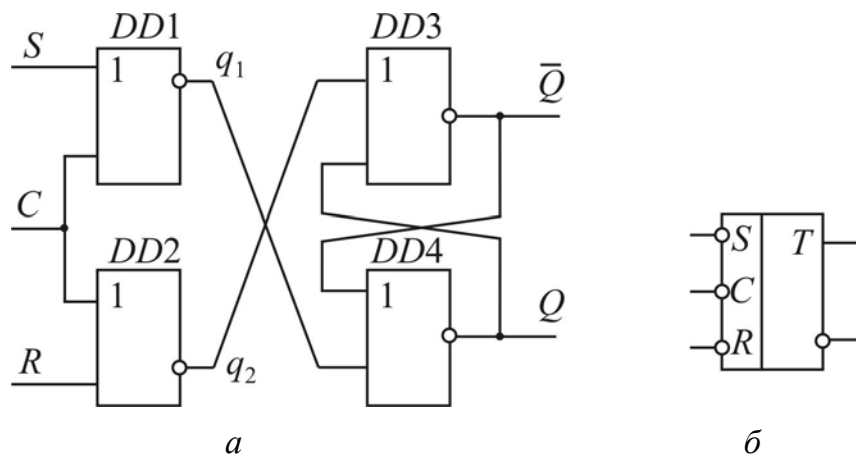 DD1
S
1
q₁
C
DD2
1
R
q₂
DD3
1
Q̅
DD4
1
Q
S
T
C
R
а
б